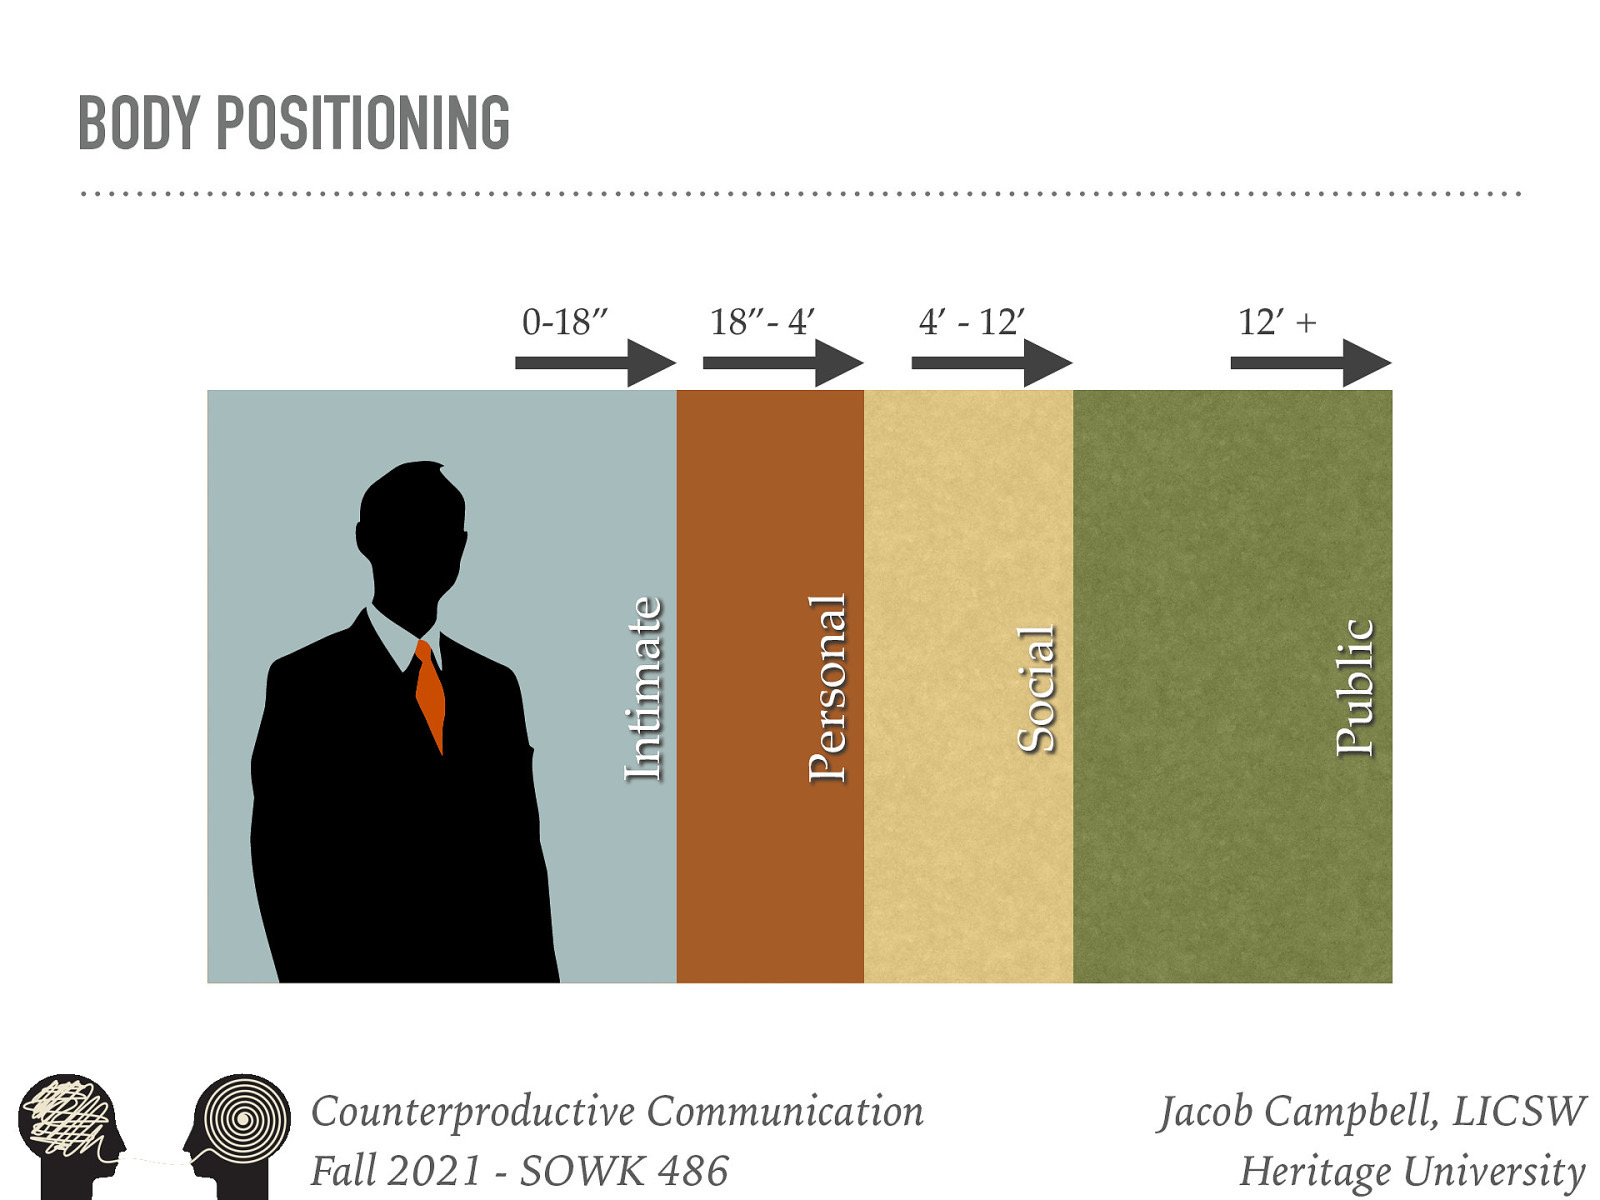 BODY POSITIONING
0-18″
18″- 4′
4′ - 12′
12′ +
Intimate
Personal
Social
Public
Counterproductive Communication
Fall 2021 - SOWK 486
Jacob Campbell, LICSW
Heritage University